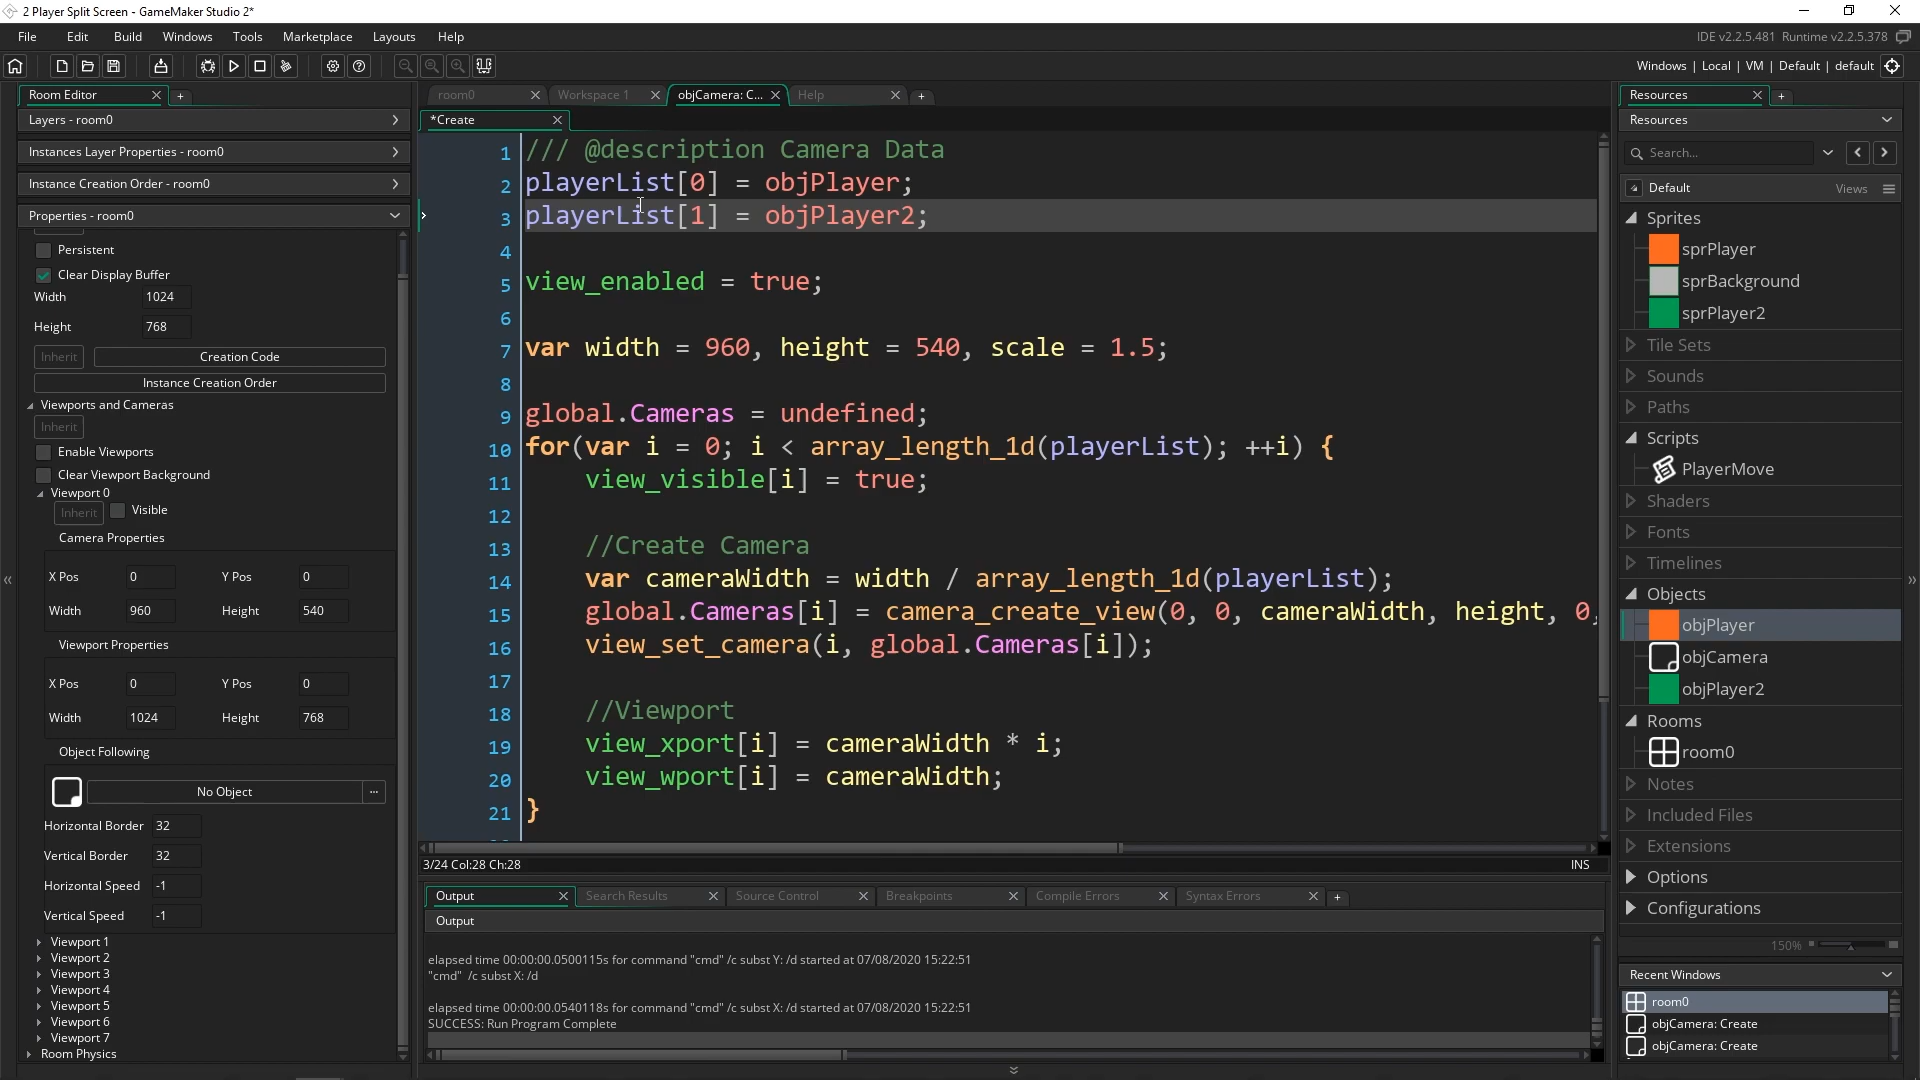 2 Player Split Screen - GameMaker Studio 2*
File Edit Build Windows Tools Marketplace Layouts Help
IDE v2.2.5.481 Runtime v2.2.5.378
Windows | Local | VM | Default | default
Room Editor
Layers - room0
Instances Layer Properties - room0
Instance Creation Order - room0
Properties - room0
Persistent
Clear Display Buffer
Width 1024
Height 768
Inherit Creation Code
Instance Creation Order
Viewports and Cameras
Inherit
Enable Viewports
Clear Viewport Background
Viewport 0
Inherit Visible
Camera Properties
X Pos 0 Y Pos 0
Width 960 Height 540
Viewport Properties
X Pos 0 Y Pos 0
Width 1024 Height 768
Object Following
No Object ...
Horizontal Border 32
Vertical Border 32
Horizontal Speed -1
Vertical Speed -1
Viewport 1
Viewport 2
Viewport 3
Viewport 4
Viewport 5
Viewport 6
Viewport 7
Room Physics
room0 Workspace 1 objCamera: C... Help
*Create
1 /// @description Camera Data
2 playerList[0] = objPlayer;
3 playerList[1] = objPlayer2;
4
5 view_enabled = true;
6
7 var width = 960, height = 540, scale = 1.5;
8
9 global.Cameras = undefined;
10 for(var i = 0; i < array_length_1d(playerList); ++i) {
11 view_visible[i] = true;
12
13 //Create Camera
14 var cameraWidth = width / array_length_1d(playerList);
15 global.Cameras[i] = camera_create_view(0, 0, cameraWidth, height, 0,
16 view_set_camera(i, global.Cameras[i]);
17
18 //Viewport
19 view_xport[i] = cameraWidth * i;
20 view_wport[i] = cameraWidth;
21 }
3/24 Col:28 Ch:28 INS
Output Search Results Source Control Breakpoints Compile Errors Syntax Errors
Output
elapsed time 00:00:00.0500115s for command "cmd" /c subst Y: /d started at 07/08/2020 15:22:51
"cmd" /c subst X: /d
elapsed time 00:00:00.0540118s for command "cmd" /c subst X: /d started at 07/08/2020 15:22:51
SUCCESS: Run Program Complete
Resources
Resources
Search...
Default Views
Sprites
sprPlayer
sprBackground
sprPlayer2
Tile Sets
Sounds
Paths
Scripts
PlayerMove
Shaders
Fonts
Timelines
Objects
objPlayer
objCamera
objPlayer2
Rooms
room0
Notes
Included Files
Extensions
Options
Configurations
150%
Recent Windows
room0
objCamera: Create
objCamera: Create